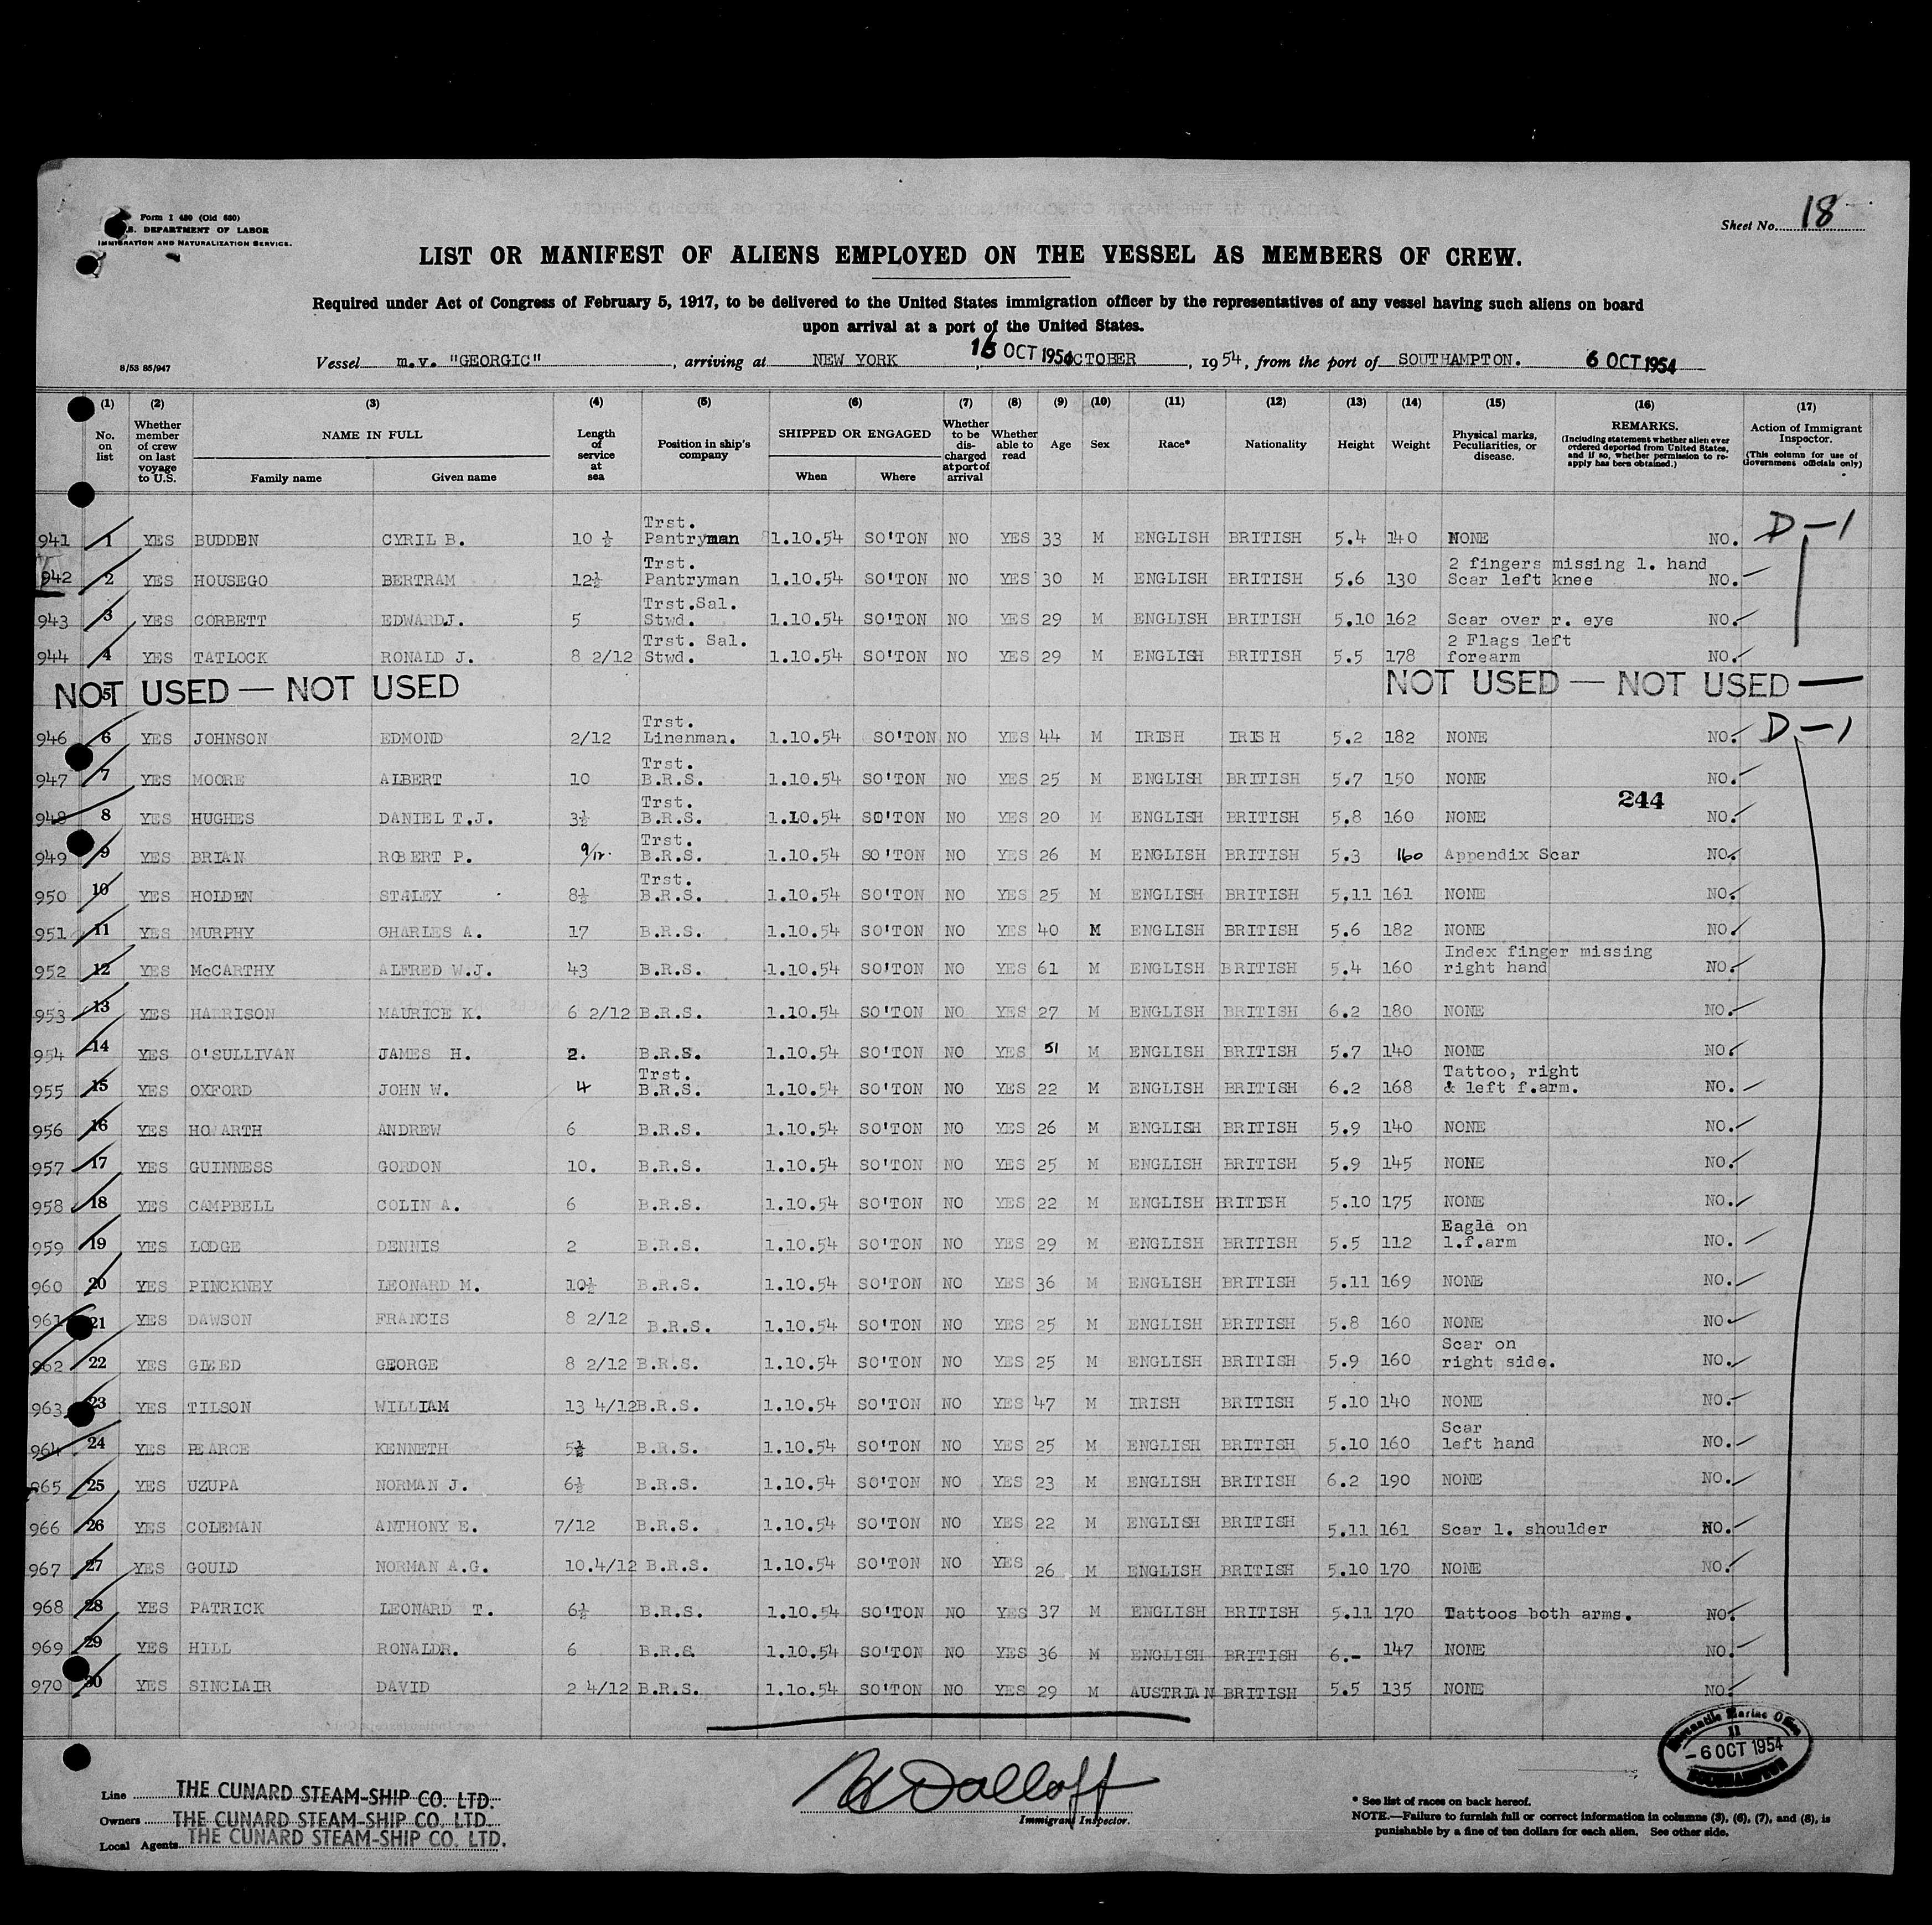 Form I 480 (Old 680)
U.S. DEPARTMENT OF LABOR
IMMIGRATION AND NATURALIZATION SERVICE.
Sheet No. 18
LIST OR MANIFEST OF ALIENS EMPLOYED ON THE VESSEL AS MEMBERS OF CREW.
Required under Act of Congress of February 5, 1917, to be delivered to the United States immigration officer by the representatives of any vessel having such aliens on board
upon arrival at a port of the United States.
8/53 85/947
Vessel m.v. "GEORGIC", arriving at NEW YORK, 16 OCT 1954 OCTOBER, 1954, from the port of SOUTHAMPTON. 6 OCT 1954
(1) (2) (3) (4) (5) (6) (7) (8) (9) (10) (11) (12) (13) (14) (15) (16) (17)
No. on list
Whether member of crew on last voyage to U.S.
NAME IN FULL
Family name
Given name
Length of service at sea
Position in ship's company
SHIPPED OR ENGAGED
When
Where
Whether to be discharged at port of arrival
Whether able to read
Age
Sex
Race*
Nationality
Height
Weight
Physical marks, Peculiarities, or disease.
REMARKS.
(Including statement whether alien ever ordered deported from United States, and if so, whether permission to re-apply has been obtained.)
Action of Immigrant Inspector.
(This column for use of Government officials only)
941 1 YES BUDDEN CYRIL B. 10 ½ Trst. Pantryman 1.10.54 SO'TON NO YES 33 M ENGLISH BRITISH 5.4 140 NONE NO. D-1
942 2 YES HOUSEGO BERTRAM 12½ Trst. Pantryman 1.10.54 SO'TON NO YES 30 M ENGLISH BRITISH 5.6 130 2 fingers missing l. hand Scar left knee NO.
943 3 YES CORBETT EDWARDJ. 5 Trst.Sal. Stwd. 1.10.54 SO'TON NO YES 29 M ENGLISH BRITISH 5.10 162 Scar over r. eye NO.
944 4 YES TATLOCK RONALD J. 8 2/12 Trst. Sal. Stwd. 1.10.54 SO'TON NO YES 29 M ENGLISH BRITISH 5.5 178 2 Flags left forearm NO.
5 NOT USED — NOT USED NOT USED — NOT USED
946 6 YES JOHNSON EDMOND 2/12 Trst. Linenman. 1.10.54 SO'TON NO YES 44 M IRISH IRISH 5.2 182 NONE NO. D-1
947 7 YES MOORE ALBERT 10 Trst. B.R.S. 1.10.54 SO'TON NO YES 25 M ENGLISH BRITISH 5.7 150 NONE NO.
244
948 8 YES HUGHES DANIEL T.J. 3½ Trst. B.R.S. 1.10.54 SO'TON NO YES 20 M ENGLISH BRITISH 5.8 160 NONE NO.
949 9 YES BRIAN ROBERT P. 9/12. Trst. B.R.S. 1.10.54 SO'TON NO YES 26 M ENGLISH BRITISH 5.3 160 Appendix Scar NO.
950 10 YES HOLDEN STALEY 8½ Trst. B.R.S. 1.10.54 SO'TON NO YES 25 M ENGLISH BRITISH 5.11 161 NONE NO.
951 11 YES MURPHY CHARLES A. 17 B.R.S. 1.10.54 SO'TON NO YES 40 M ENGLISH BRITISH 5.6 182 NONE NO.
952 12 YES McCARTHY ALFRED W.J. 43 B.R.S. 1.10.54 SO'TON NO YES 61 M ENGLISH BRITISH 5.4 160 Index finger missing right hand NO.
953 13 YES HARRISON MAURICE K. 6 2/12 B.R.S. 1.10.54 SO'TON NO YES 27 M ENGLISH BRITISH 6.2 180 NONE NO.
954 14 YES O'SULLIVAN JAMES H. 2. B.R.S. 1.10.54 SO'TON NO YES 51 M ENGLISH BRITISH 5.7 140 NONE NO.
955 15 YES OXFORD JOHN W. 4 Trst. B.R.S. 1.10.54 SO'TON NO YES 22 M ENGLISH BRITISH 6.2 168 Tattoo, right & left f.arm. NO.
956 16 YES HOWARTH ANDREW 6 B.R.S. 1.10.54 SO'TON NO YES 26 M ENGLISH BRITISH 5.9 140 NONE NO.
957 17 YES GUINNESS GORDON 10. B.R.S. 1.10.54 SO'TON NO YES 25 M ENGLISH BRITISH 5.9 145 NONE NO.
958 18 YES CAMPBELL COLIN A. 6 B.R.S. 1.10.54 SO'TON NO YES 22 M ENGLISH BRITISH 5.10 175 NONE NO.
959 19 YES LODGE DENNIS 2 B.R.S. 1.10.54 SO'TON NO YES 29 M ENGLISH BRITISH 5.5 112 Eagle on l.f.arm NO.
960 20 YES PINCKNEY LEONARD M. 10½ B.R.S. 1.10.54 SO'TON NO YES 36 M ENGLISH BRITISH 5.11 169 NONE NO.
961 21 YES DAWSON FRANCIS 8 2/12 B.R.S. 1.10.54 SO'TON NO YES 25 M ENGLISH BRITISH 5.8 160 NONE NO.
962 22 YES GLEED GEORGE 8 2/12 B.R.S. 1.10.54 SO'TON NO YES 25 M ENGLISH BRITISH 5.9 160 Scar on right side. NO.
963 23 YES TILSON WILLIAM 13 4/12 B.R.S. 1.10.54 SO'TON NO YES 47 M IRISH BRITISH 5.10 140 NONE NO.
964 24 YES PEARCE KENNETH 5½ B.R.S. 1.10.54 SO'TON NO YES 25 M ENGLISH BRITISH 5.10 160 Scar left hand NO.
965 25 YES UZUPA NORMAN J. 6½ B.R.S. 1.10.54 SO'TON NO YES 23 M ENGLISH BRITISH 6.2 190 NONE NO.
966 26 YES COLEMAN ANTHONY E. 7/12 B.R.S. 1.10.54 SO'TON NO YES 22 M ENGLISH BRITISH 5.11 161 Scar l. shoulder NO.
967 27 YES GOULD NORMAN A.G. 10.4/12 B.R.S. 1.10.54 SO'TON NO YES 26 M ENGLISH BRITISH 5.10 170 NONE NO.
968 28 YES PATRICK LEONARD T. 6½ B.R.S. 1.10.54 SO'TON NO YES 37 M ENGLISH BRITISH 5.11 170 Tattoos both arms. NO.
969 29 YES HILL RONALDR. 6 B.R.S. 1.10.54 SO'TON NO YES 36 M ENGLISH BRITISH 6.- 147 NONE NO.
970 30 YES SINCLAIR DAVID 2 4/12 B.R.S. 1.10.54 SO'TON NO YES 29 M AUSTRIAN BRITISH 5.5 135 NONE NO.
Mercantile Marine Office
11
-6 OCT 1954
SOUTHAMPTON
Line THE CUNARD STEAM-SHIP CO. LTD.
Owners THE CUNARD STEAM-SHIP CO. LTD.
Local Agents THE CUNARD STEAM-SHIP CO. LTD.
Immigrant Inspector.
* See list of races on back hereof.
NOTE.—Failure to furnish full or correct information in columns (3), (6), (7), and (8), is
punishable by a fine of ten dollars for each alien. See other side.